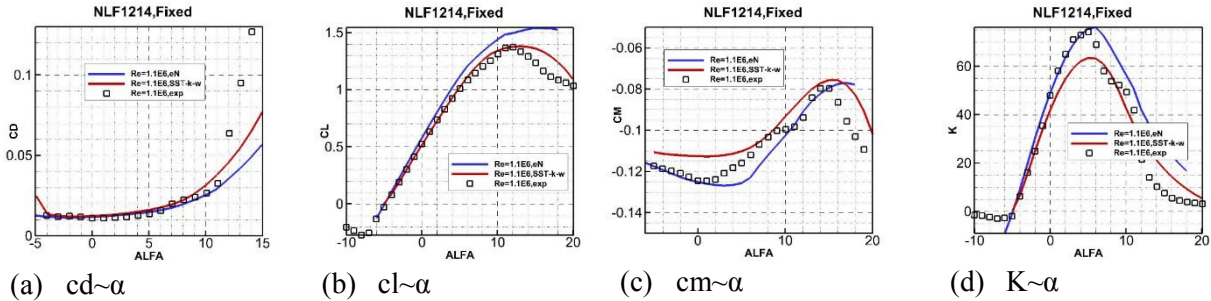 NLF1214,Fixed
CD
0.1
0.05
0
-5
0
5
10
15
ALFA
Re=1.1E6,eN
Re=1.1E6,SST-k-w
Re=1.1E6,exp
(a) cd~α
NLF1214,Fixed
CL
1.5
1
0.5
0
-10
0
10
20
ALFA
Re=1.1E6,eN
Re=1.1E6,SST-k-w
Re=1.1E6,exp
(b) cl~α
NLF1214,Fixed
CM
-0.06
-0.08
-0.1
-0.12
-0.14
0
10
20
ALFA
Re=1.1E6,eN
Re=1.1E6,SST-k-w
Re=1.1E6,exp
(c) cm~α
NLF1214,Fixed
K
60
40
20
0
-10
0
10
20
ALFA
Re=1.1E6,eN
Re=1.1E6,SST-k-w
Re=1.1E6,exp
(d) K~α